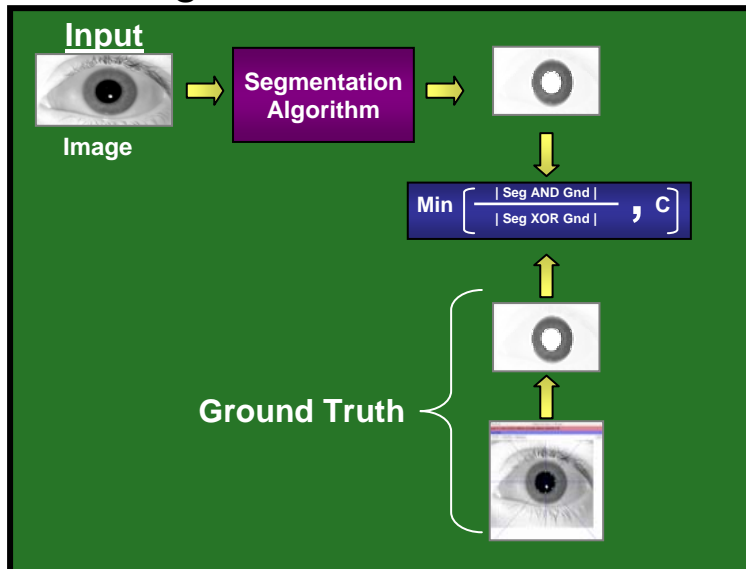 Input
Image
Segmentation
Algorithm
Min [ | Seg AND Gnd | / | Seg XOR Gnd | , C ]
Ground Truth